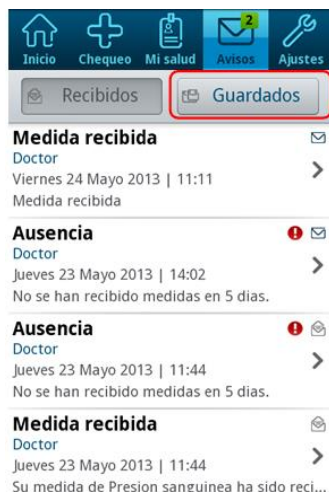 2
Inicio Chequeo Mi salud Avisos Ajustes
Recibidos Guardados
Medida recibida
Doctor
Viernes 24 Mayo 2013 | 11:11
Medida recibida
Ausencia
Doctor
Jueves 23 Mayo 2013 | 14:02
No se han recibido medidas en 5 dias.
Ausencia
Doctor
Jueves 23 Mayo 2013 | 11:44
No se han recibido medidas en 5 dias.
Medida recibida
Doctor
Jueves 23 Mayo 2013 | 11:44
Su medida de Presion sanguinea ha sido reci...